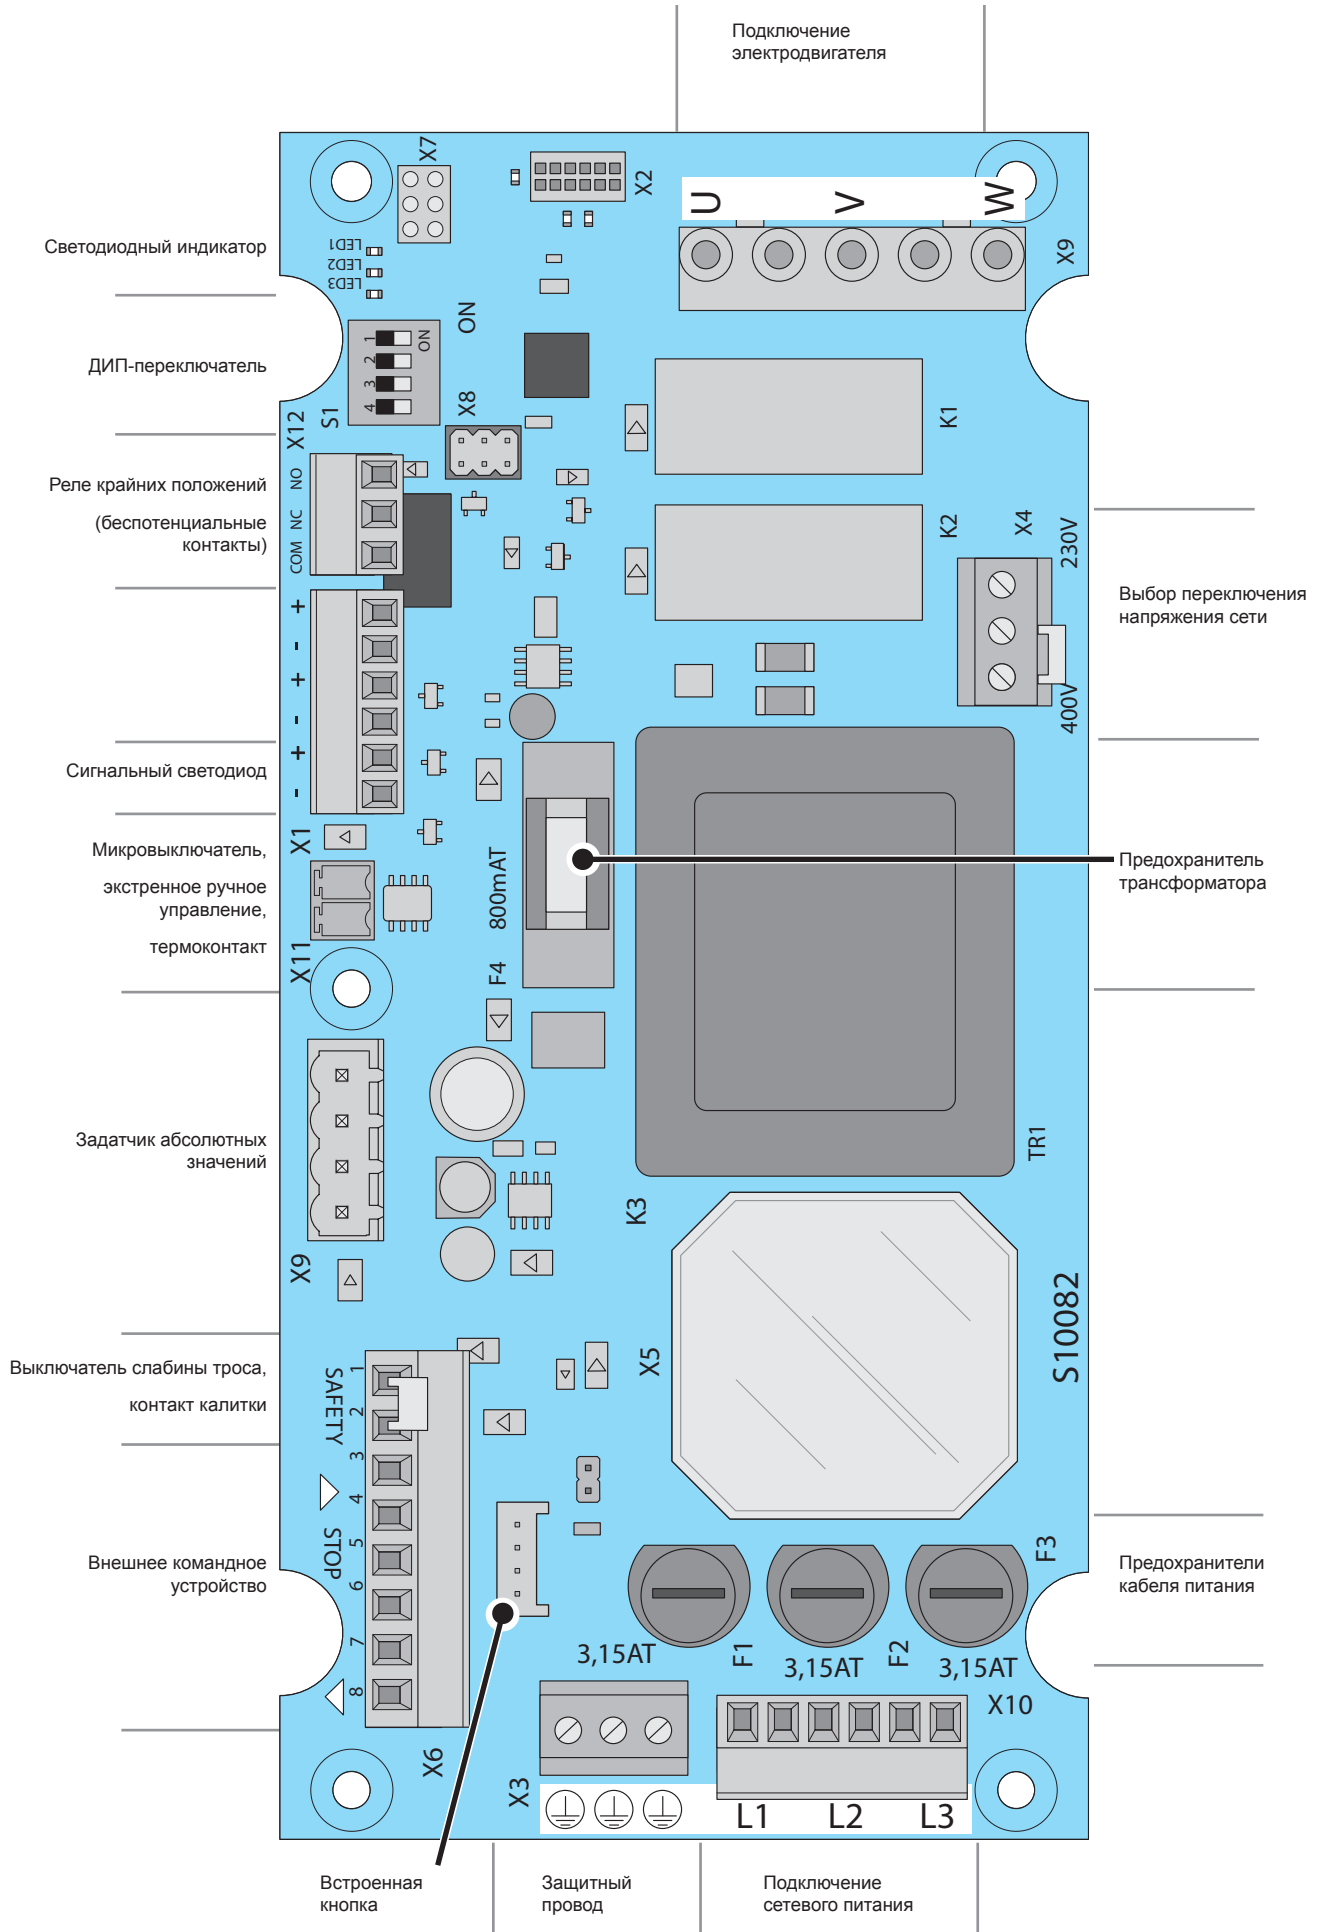 Подключение
электродвигателя
X7
X2
U
V
W
X9
Светодиодный индикатор
LED1
LED2
LED3
ДИП-переключатель
1
2
3
4
ON
ON
S1
X8
X12
K1
Реле крайних положений
(беспотенциальные
контакты)
NO
NC
COM
K2
X4
230V
400V
Выбор переключения
напряжения сети
+
-
+
-
+
-
Сигнальный светодиод
X1
Микровыключатель,
экстренное ручное
управление,
термоконтакт
X11
800mAT
F4
Предохранитель
трансформатора
Задатчик абсолютных
значений
X9
TR1
K3
S10082
X5
Выключатель слабины троса,
контакт калитки
SAFETY
1
2
3
4
STOP
5
6
7
8
Внешнее командное
устройство
X6
F3
Предохранители
кабеля питания
3,15AT
F1
3,15AT
F2
3,15AT
X10
X3
L1
L2
L3
Встроенная
кнопка
Защитный
провод
Подключение
сетевого питания